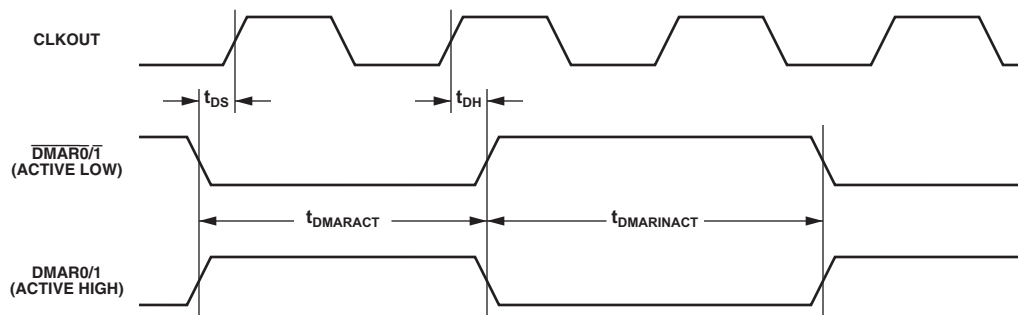 CLKOUT
tDS
tDH
DMAR0/1
(ACTIVE LOW)
tDMARACT
tDMARINACT
DMAR0/1
(ACTIVE HIGH)